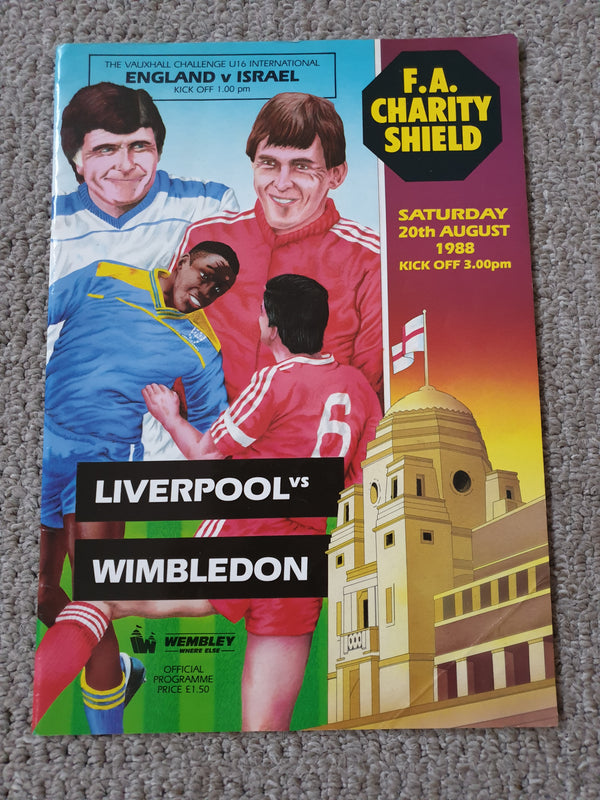 THE VAUXHALL CHALLENGE U16 INTERNATIONAL
ENGLAND v ISRAEL
KICK OFF 1.00 pm
F.A.
CHARITY
SHIELD
SATURDAY
20th AUGUST
1988
KICK OFF 3.00pm
6
LIVERPOOL VS
WIMBLEDON
WEMBLEY
WHERE ELSE
OFFICIAL
PROGRAMME
PRICE £1.50